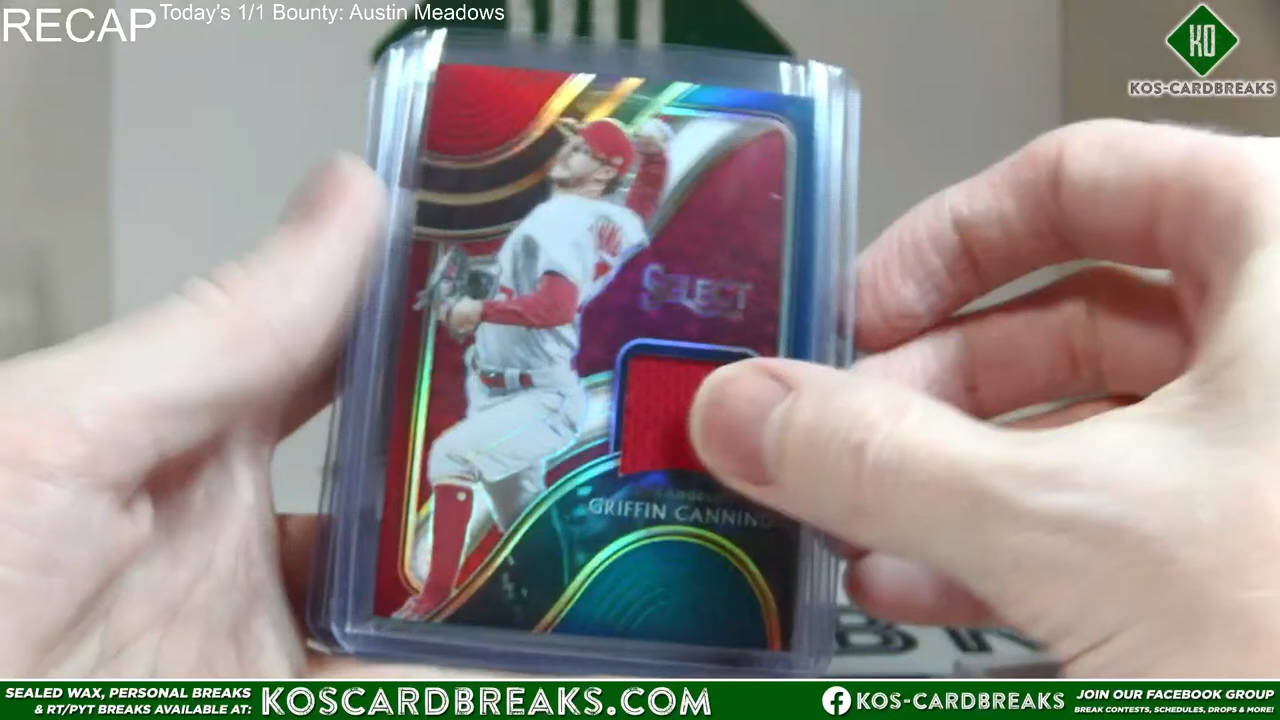 RECAP
Today's 1/1 Bounty: Austin Meadows
KO
KOS-CARDBREAKS
SELECT
GRIFFIN CANNING
SEALED WAX, PERSONAL BREAKS
& RT/PYT BREAKS AVAILABLE AT:
KOSCARDBREAKS.COM
KOS-CARDBREAKS
JOIN OUR FACEBOOK GROUP
BREAK CONTESTS, SCHEDULES, DROPS & MORE!